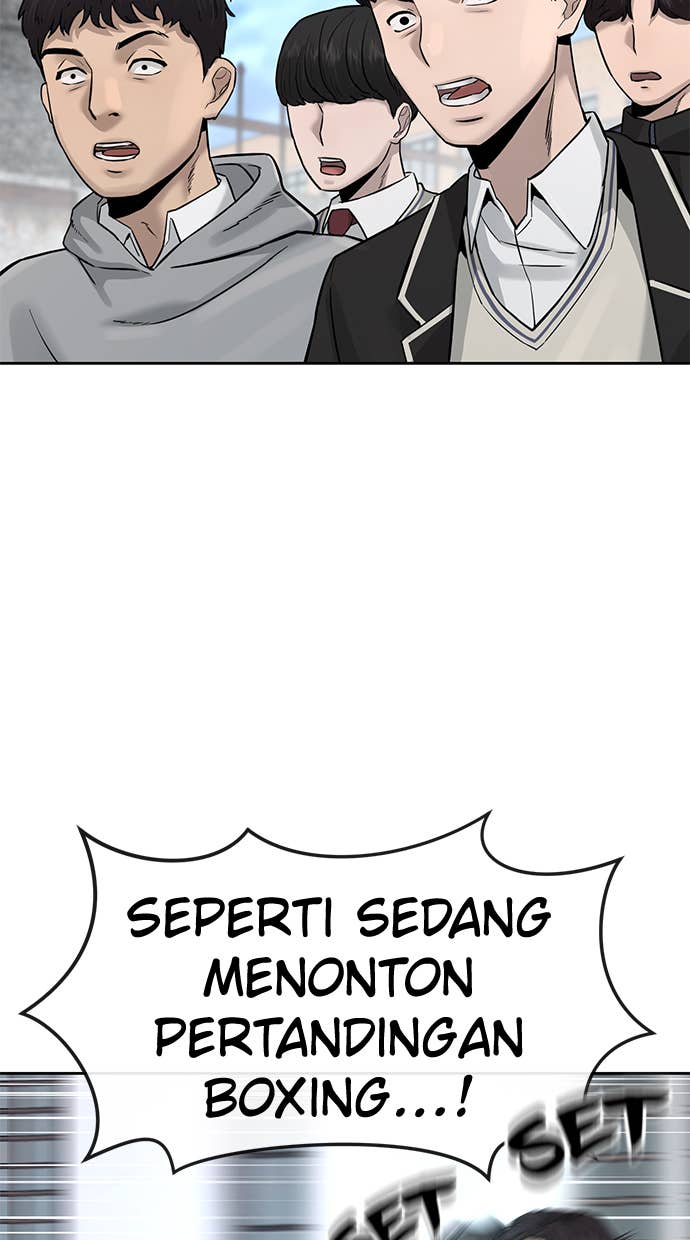 SEPERTI SEDANG
MENONTON
PERTANDINGAN
BOXING...!
SET
SET